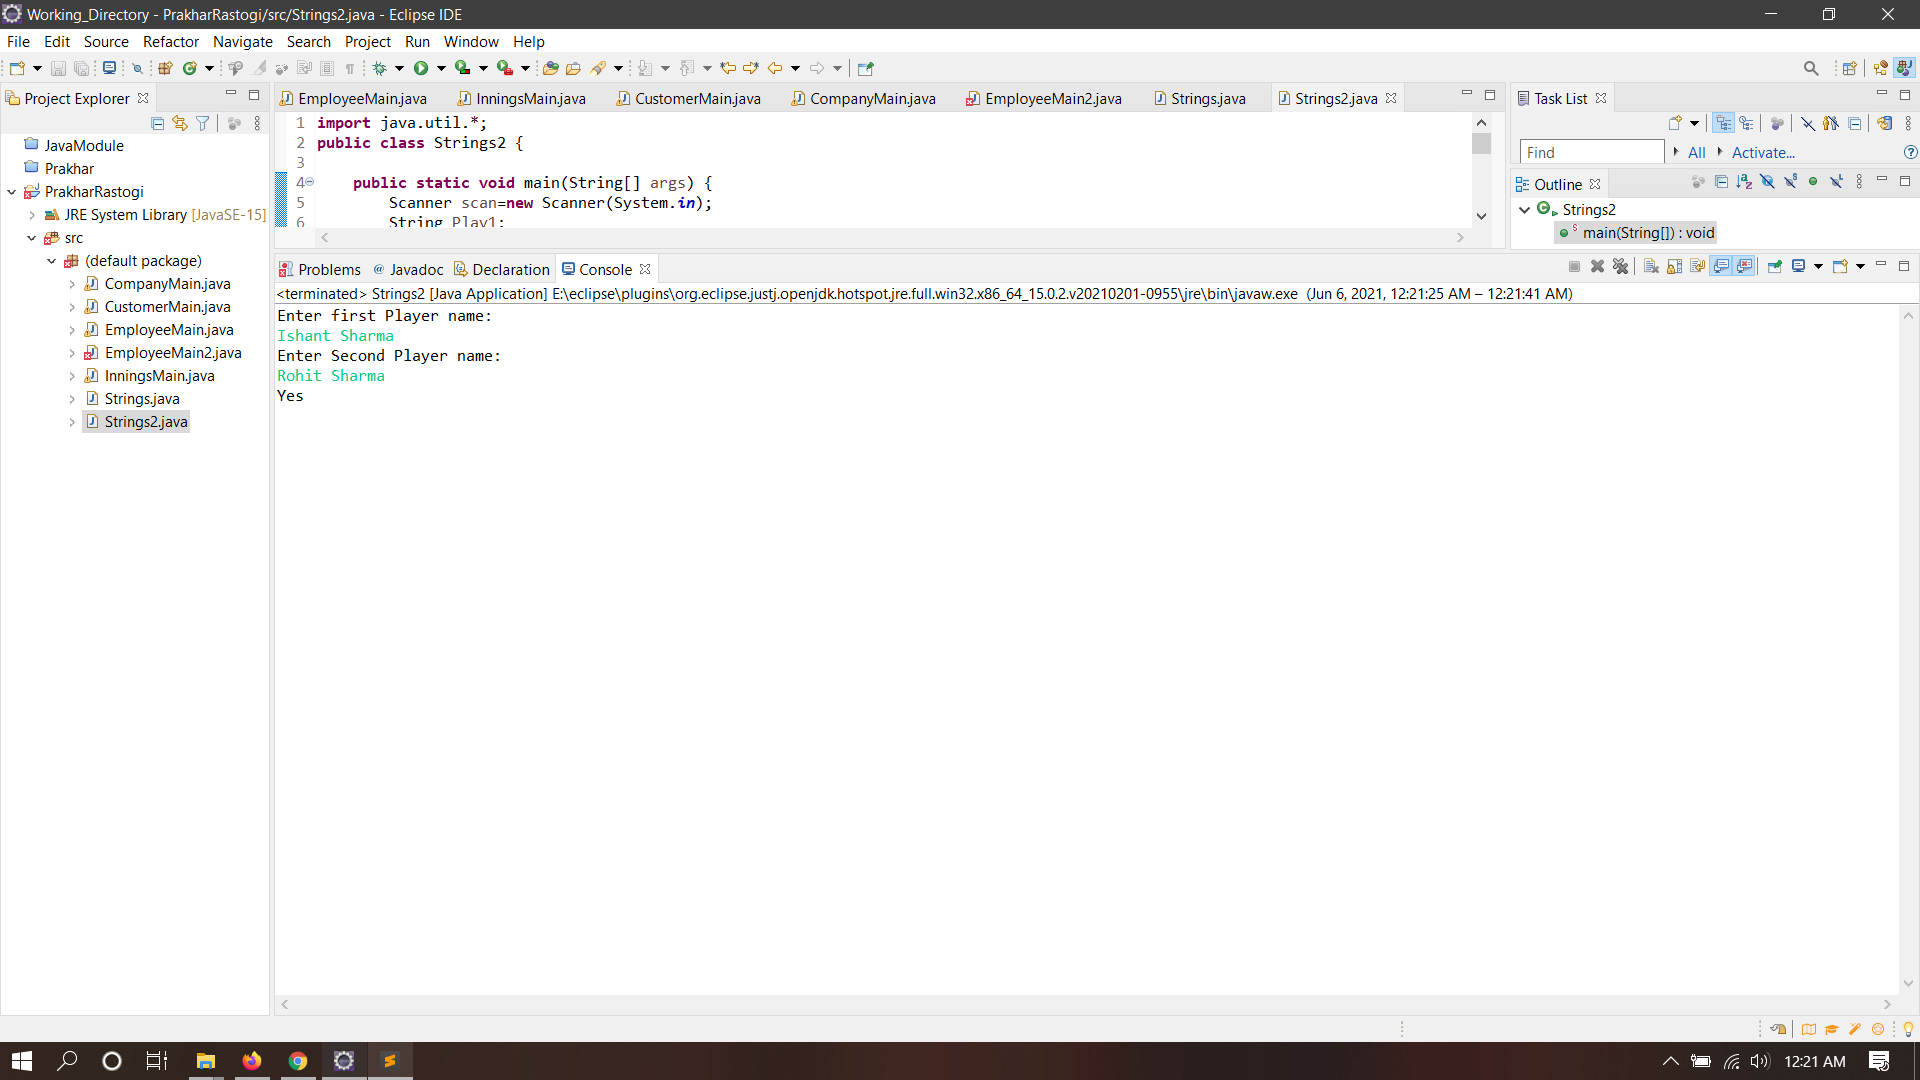 Working_Directory - PrakharRastogi/src/Strings2.java - Eclipse IDE
File Edit Source Refactor Navigate Search Project Run Window Help
Project Explorer
JavaModule
Prakhar
PrakharRastogi
JRE System Library [JavaSE-15]
src
(default package)
CompanyMain.java
CustomerMain.java
EmployeeMain.java
EmployeeMain2.java
InningsMain.java
Strings.java
Strings2.java
EmployeeMain.java InningsMain.java CustomerMain.java CompanyMain.java EmployeeMain2.java Strings.java Strings2.java
1 import java.util.*;
2 public class Strings2 {
3
4 public static void main(String[] args) {
5 Scanner scan=new Scanner(System.in);
6 String Play1;
Problems @ Javadoc Declaration Console
<terminated> Strings2 [Java Application] E:\eclipse\plugins\org.eclipse.justj.openjdk.hotspot.jre.full.win32.x86_64_15.0.2.v20210201-0955\jre\bin\javaw.exe (Jun 6, 2021, 12:21:25 AM – 12:21:41 AM)
Enter first Player name:
Ishant Sharma
Enter Second Player name:
Rohit Sharma
Yes
Task List
Find All Activate...
Outline
Strings2
main(String[]) : void
12:21 AM